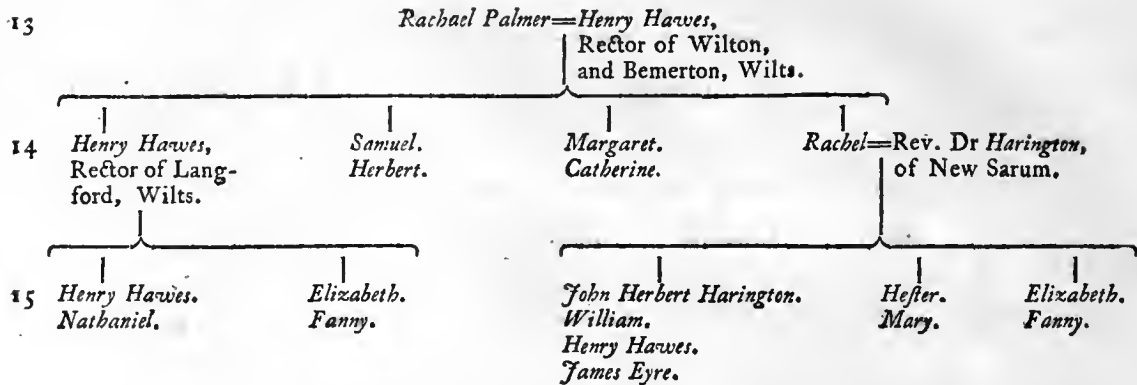 13 Rachael Palmer=Henry Hawes,
Rector of Wilton,
and Bemerton, Wilts.
14 Henry Hawes, Samuel. Margaret. Rachel=Rev. Dr Harington,
Rector of Lang- Herbert. Catherine. of New Sarum.
ford, Wilts.
15 Henry Hawes. Elizabeth. John Herbert Harington. Heſter. Elizabeth.
Nathaniel. Fanny. William. Mary. Fanny.
Henry Hawes.
James Eyre.